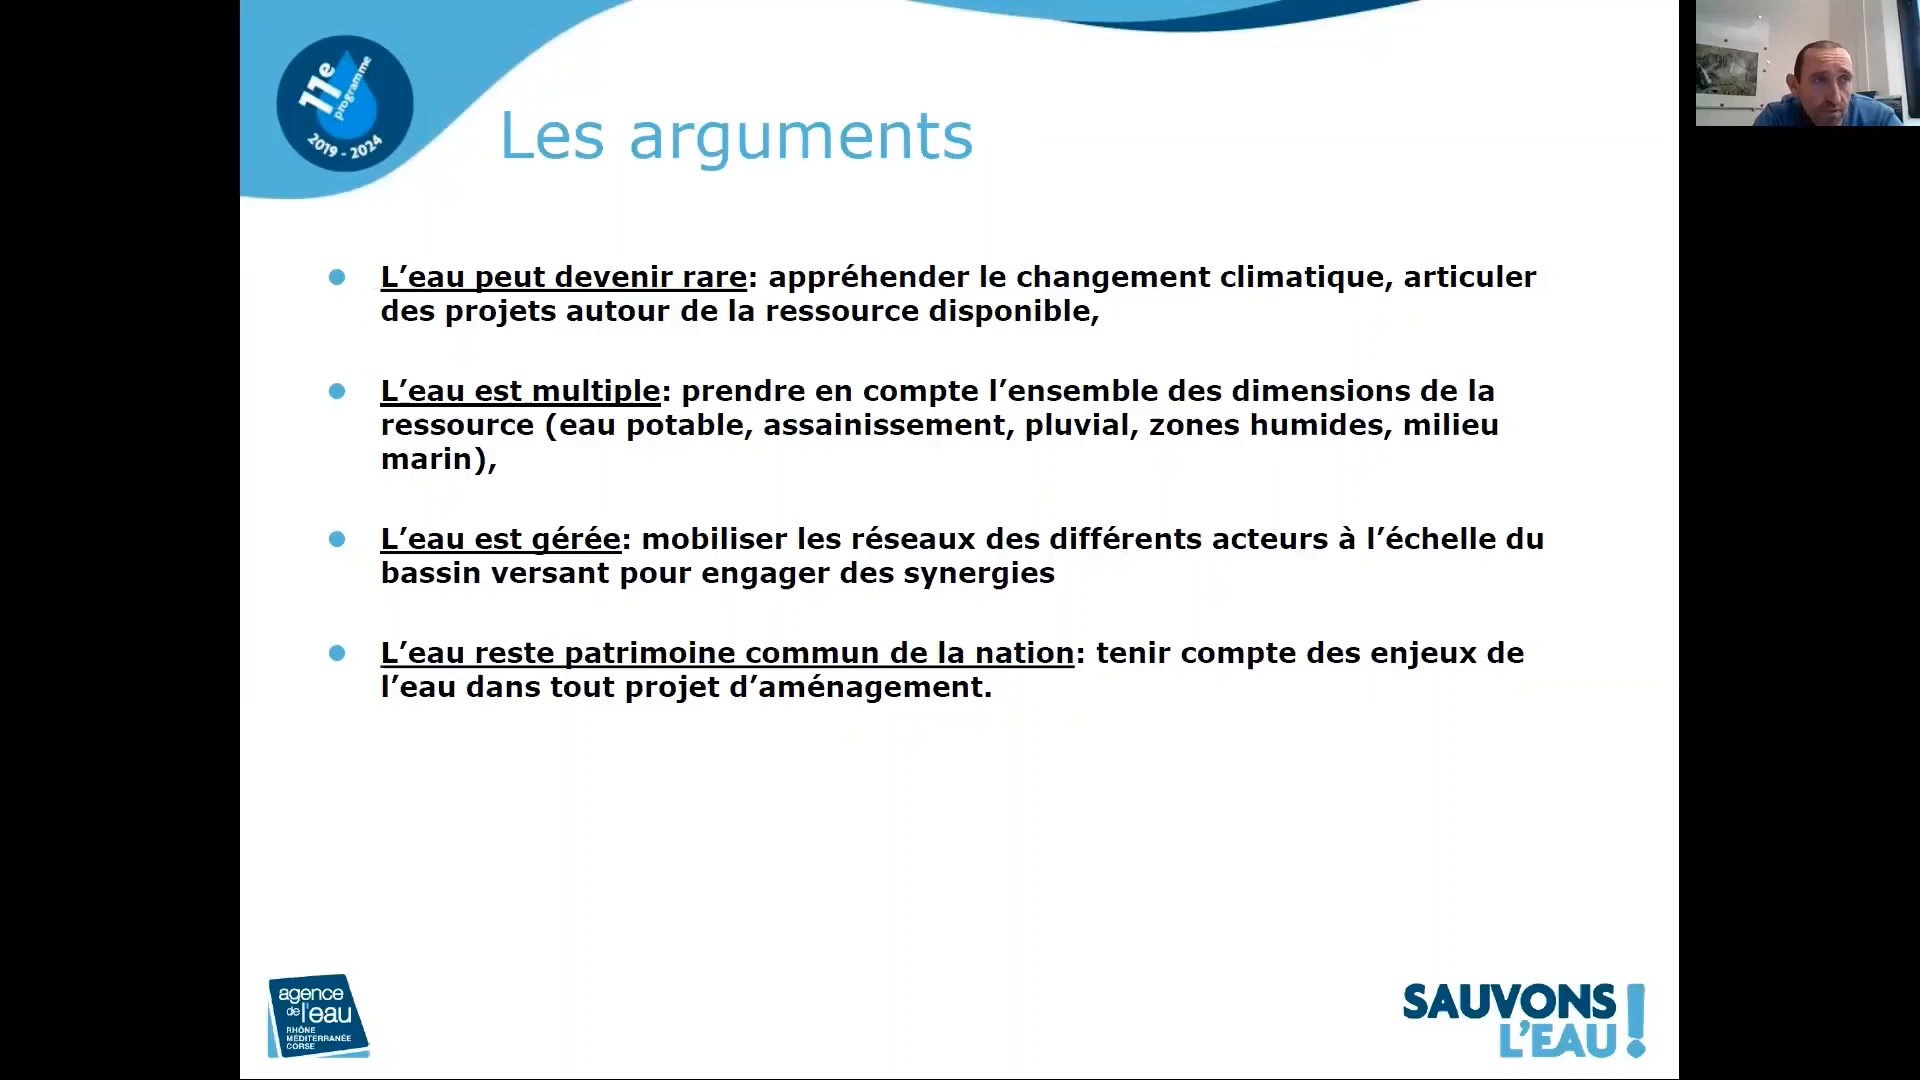 11e
programme
2019 - 2024
Les arguments
L’eau peut devenir rare: appréhender le changement climatique, articuler
des projets autour de la ressource disponible,
L’eau est multiple: prendre en compte l’ensemble des dimensions de la
ressource (eau potable, assainissement, pluvial, zones humides, milieu
marin),
L’eau est gérée: mobiliser les réseaux des différents acteurs à l’échelle du
bassin versant pour engager des synergies
L’eau reste patrimoine commun de la nation: tenir compte des enjeux de
l’eau dans tout projet d’aménagement.
agence
de l'eau
RHÔNE
MÉDITERRANÉE
CORSE
SAUVONS
L'EAU !